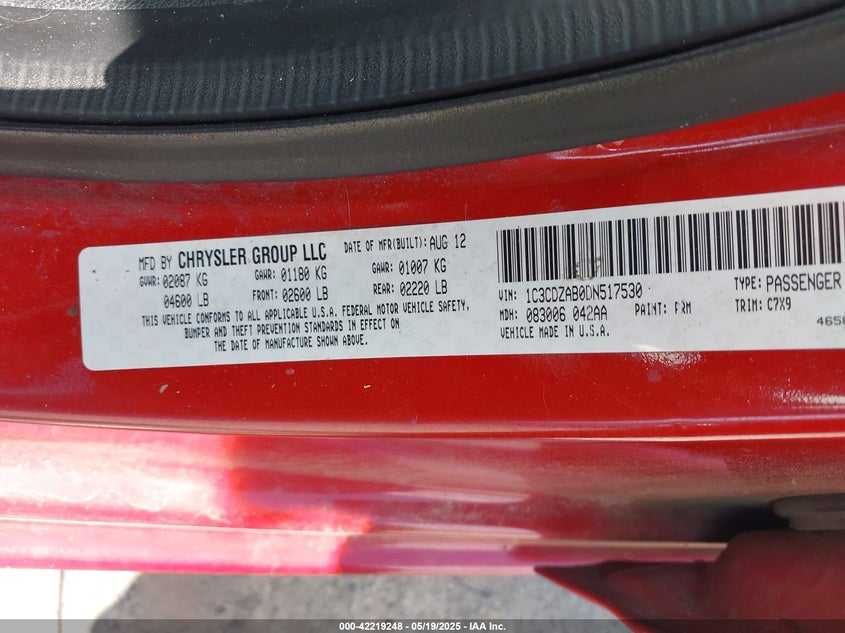 MFD BY CHRYSLER GROUP LLC DATE OF MFR(BUILT): AUG 12
GVWR: 02087 KG GAWR: 01180 KG GAWR: 01007 KG
04600 LB FRONT: 02600 LB REAR: 02220 LB
THIS VEHICLE CONFORMS TO ALL APPLICABLE U.S.A. FEDERAL MOTOR VEHICLE SAFETY,
BUMPER AND THEFT PREVENTION STANDARDS IN EFFECT ON
THE DATE OF MANUFACTURE SHOWN ABOVE.
VIN: 1C3CDZAB0DN517530 TYPE: PASSENGER
MDH: 083006 042AA PAINT: PRM TRIM: C7X9
VEHICLE MADE IN U.S.A.
000-42219248 - 05/19/2025 - IAA Inc.